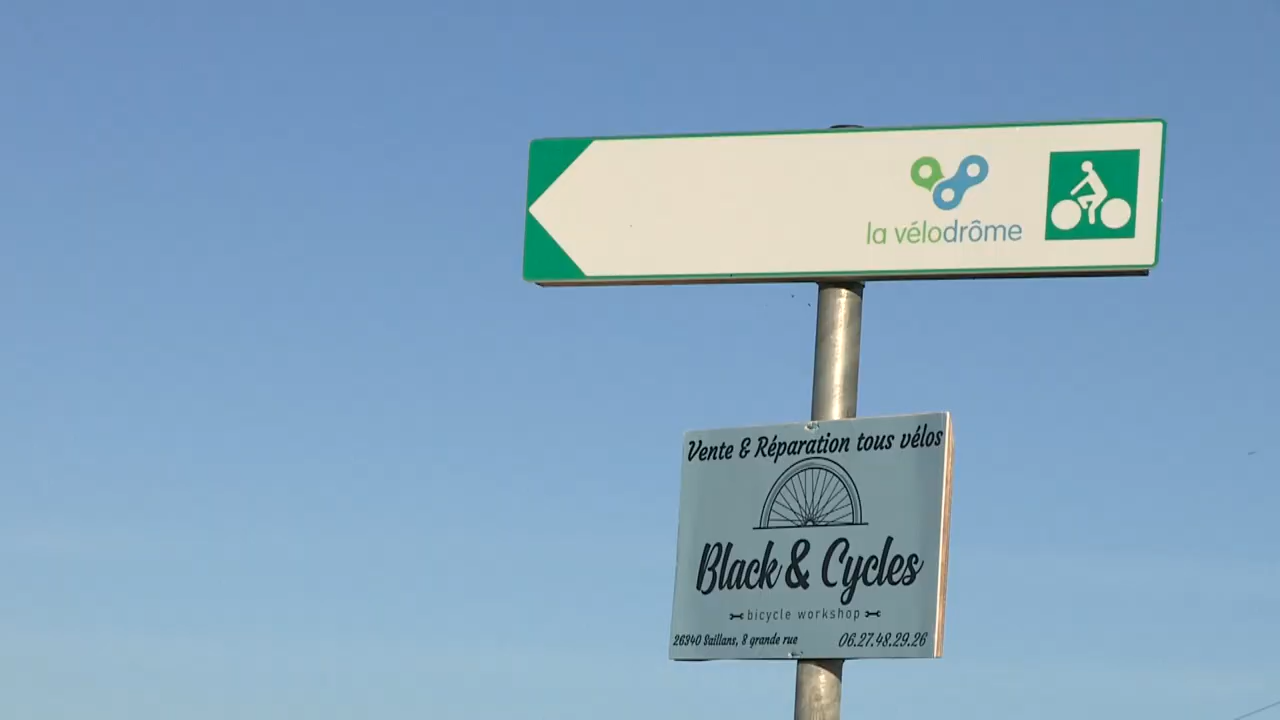 la vélodrôme
Vente & Réparation tous vélos
Black & Cycles
bicycle workshop
26340 Saillans, 8 grande rue 06.27.48.29.26